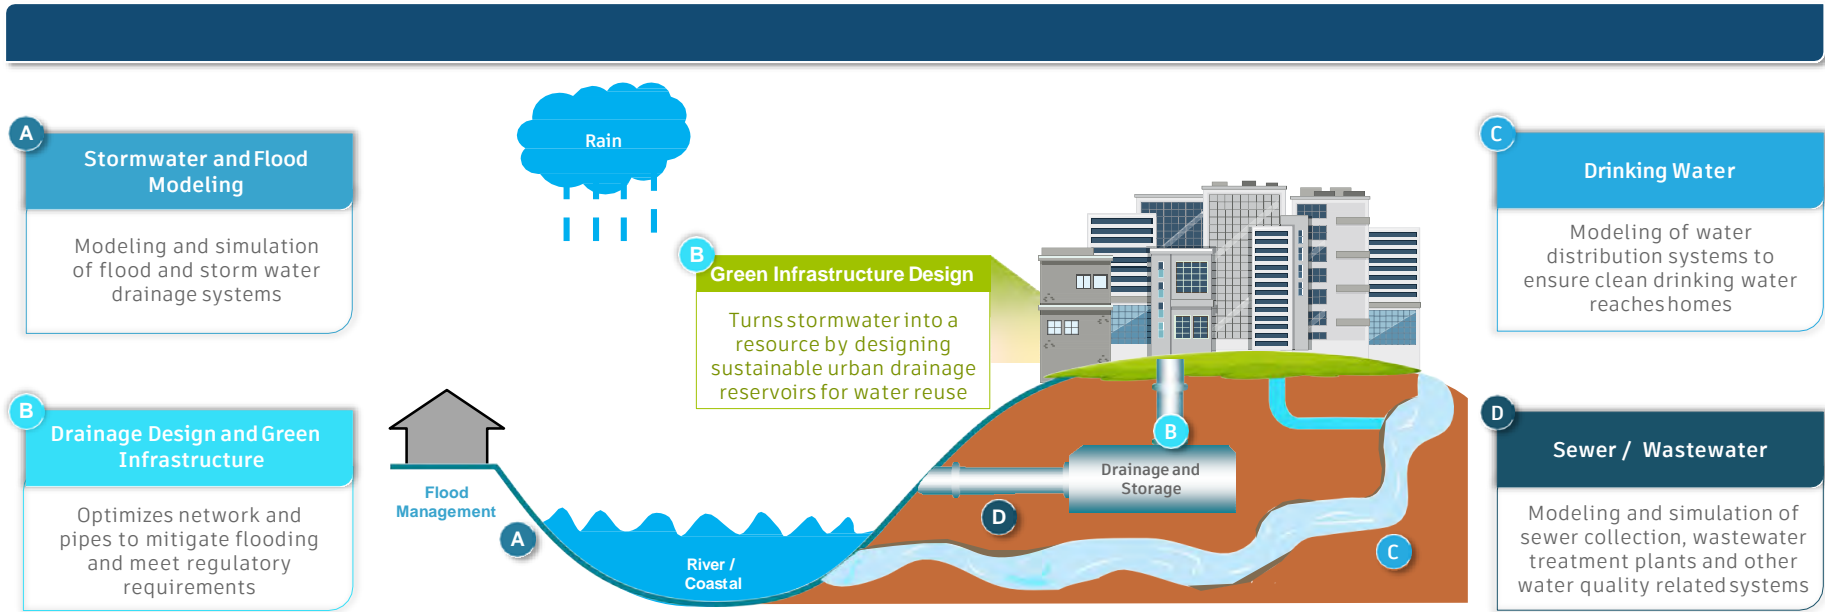 A
Stormwater and Flood
Modeling
Modeling and simulation
of flood and storm water
drainage systems
B
Drainage Design and Green
Infrastructure
Optimizes network and
pipes to mitigate flooding
and meet regulatory
requirements
Rain
B
Green Infrastructure Design
Turns stormwater into a
resource by designing
sustainable urban drainage
reservoirs for water reuse
Flood
Management
A
River /
Coastal
B
Drainage and
Storage
D
C
C
Drinking Water
Modeling of water
distribution systems to
ensure clean drinking water
reaches homes
D
Sewer / Wastewater
Modeling and simulation of
sewer collection, wastewater
treatment plants and other
water quality related systems